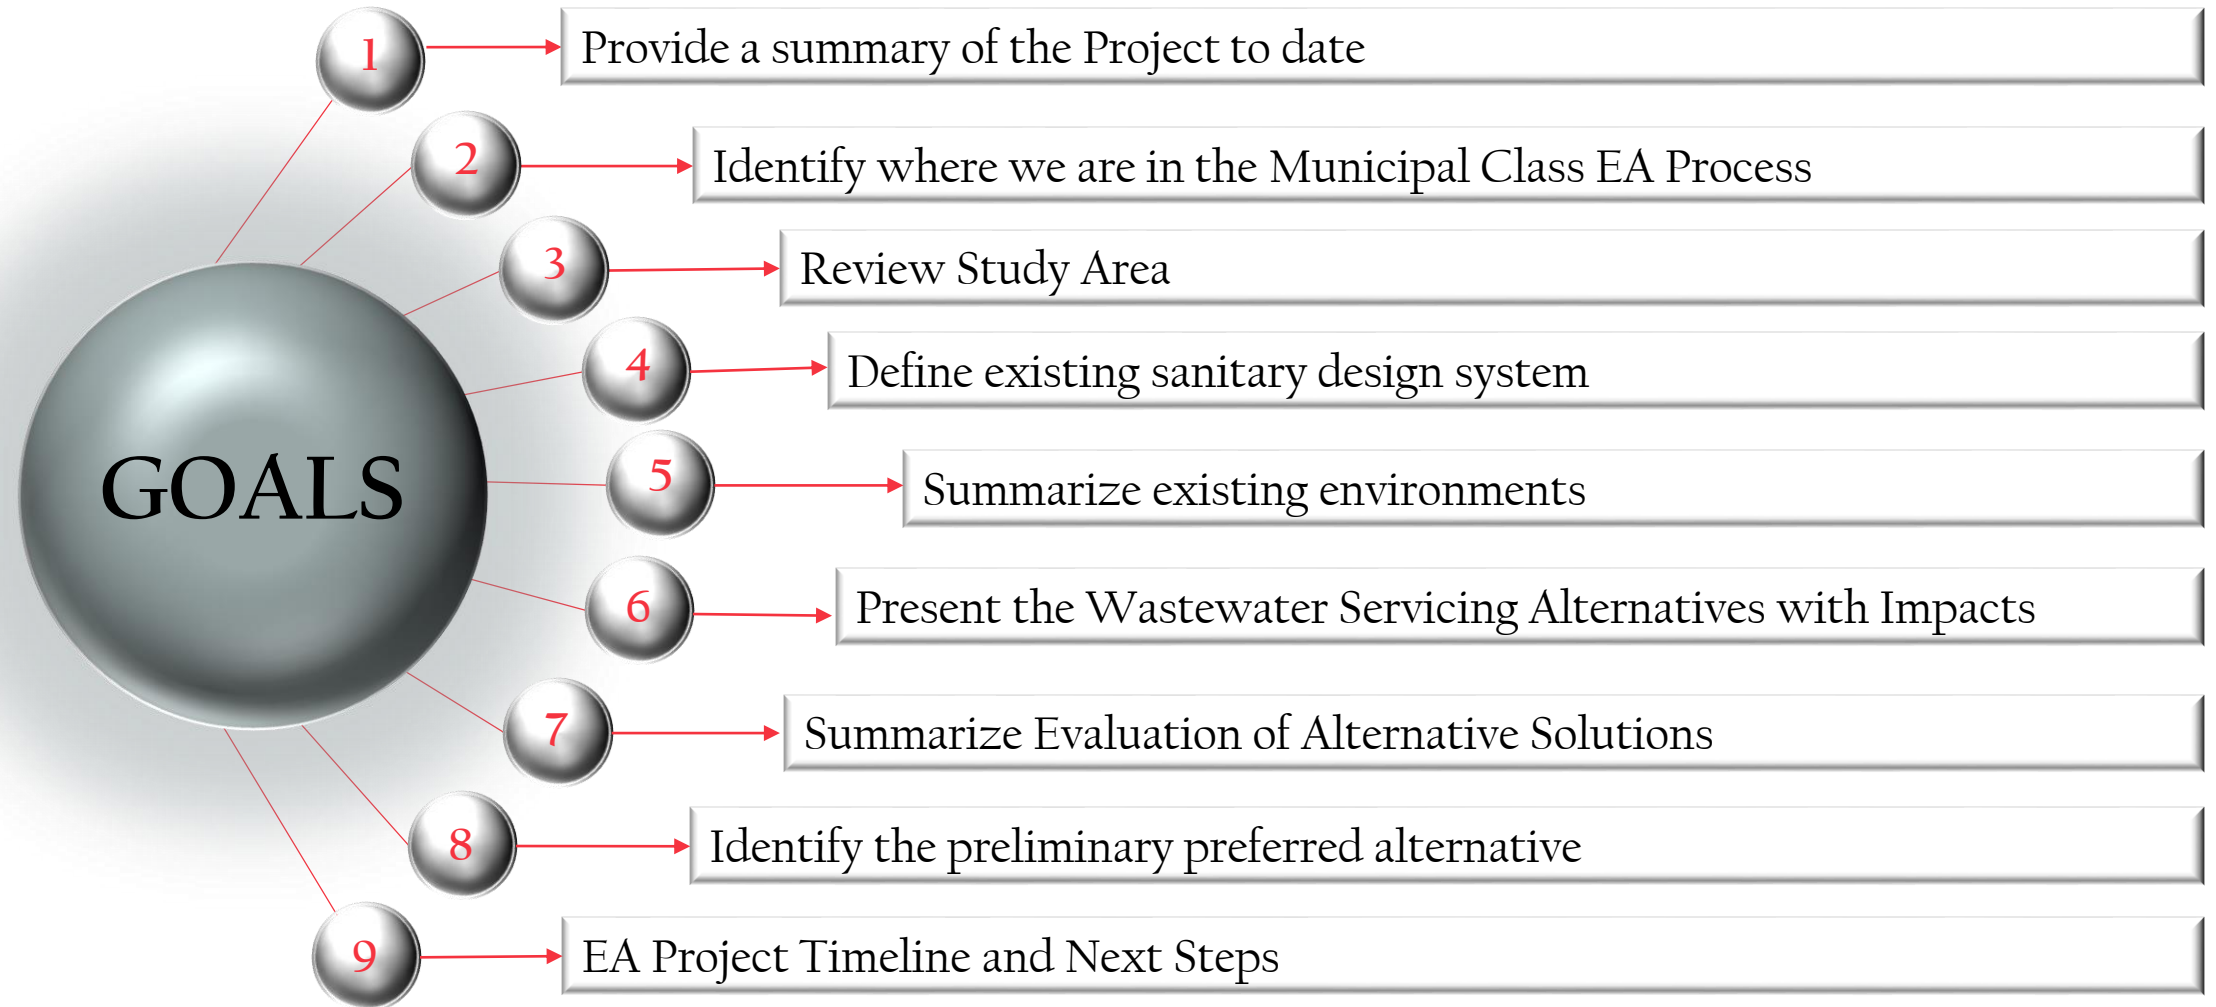 GOALS
1
Provide a summary of the Project to date
2
Identify where we are in the Municipal Class EA Process
3
Review Study Area
4
Define existing sanitary design system
5
Summarize existing environments
6
Present the Wastewater Servicing Alternatives with Impacts
7
Summarize Evaluation of Alternative Solutions
8
Identify the preliminary preferred alternative
9
EA Project Timeline and Next Steps